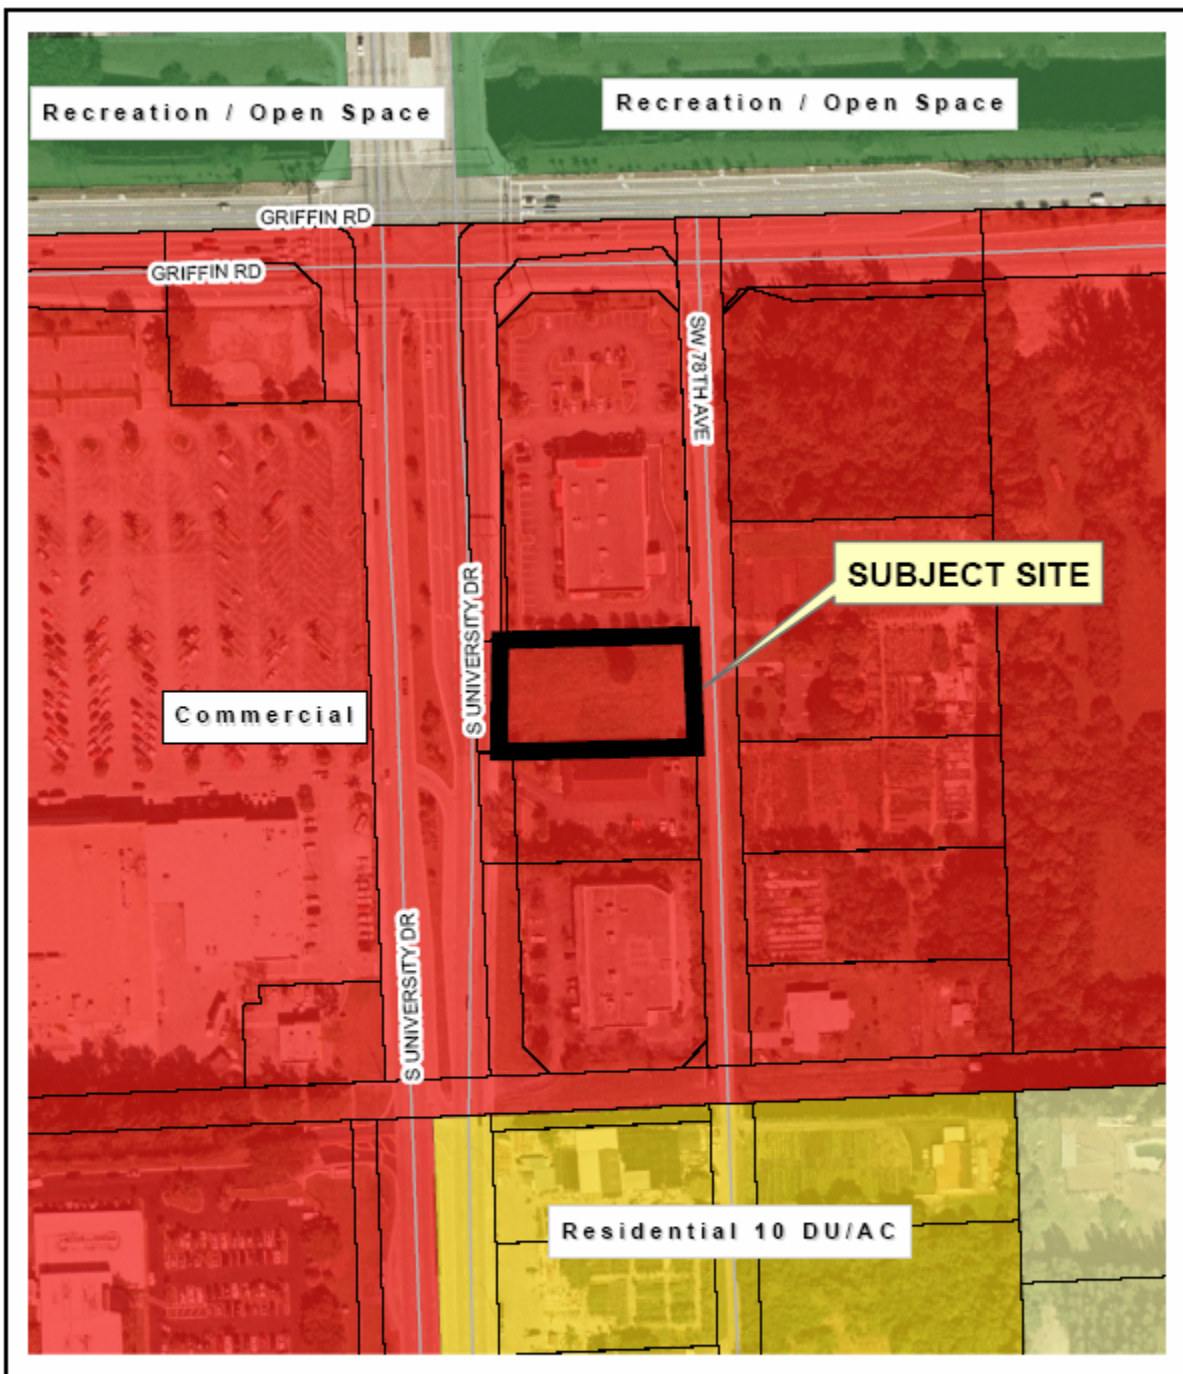 Recreation / Open Space
Recreation / Open Space
GRIFFIN RD
GRIFFIN RD
SW 78TH AVE
SUBJECT SITE
S UNIVERSITY DR
Commercial
S UNIVERSITY DR
Residential 10 DU/AC